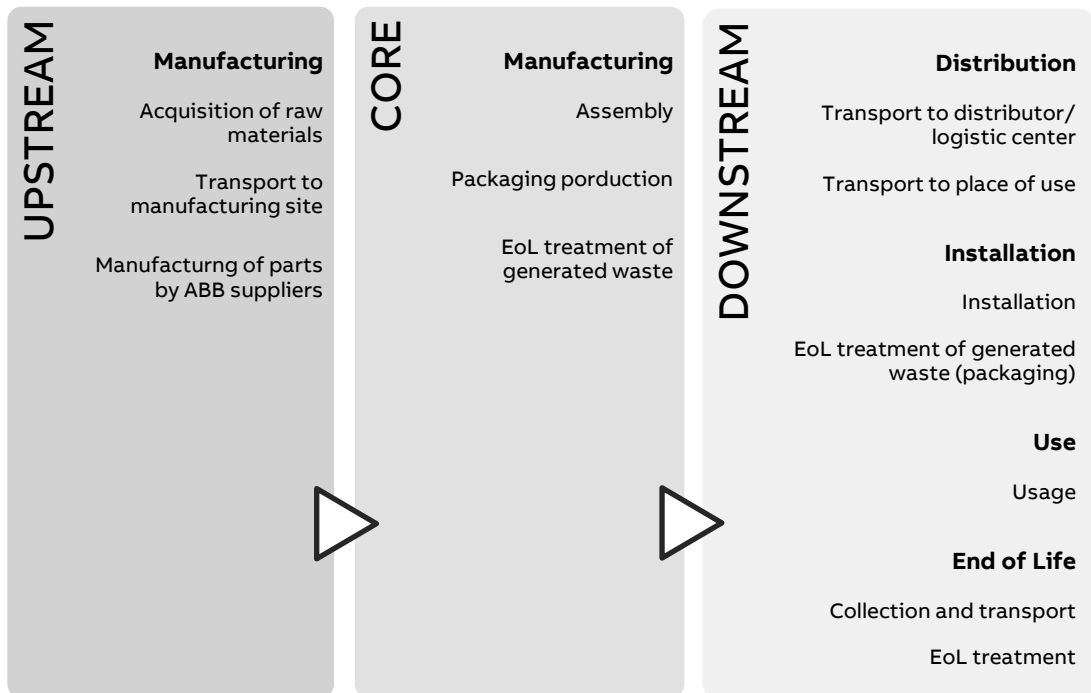 UPSTREAM
Manufacturing
Acquisition of raw
materials
Transport to
manufacturing site
Manufacturng of parts
by ABB suppliers
CORE
Manufacturing
Assembly
Packaging porduction
EoL treatment of
generated waste
DOWNSTREAM
Distribution
Transport to distributor/
logistic center
Transport to place of use
Installation
Installation
EoL treatment of generated
waste (packaging)
Use
Usage
End of Life
Collection and transport
EoL treatment